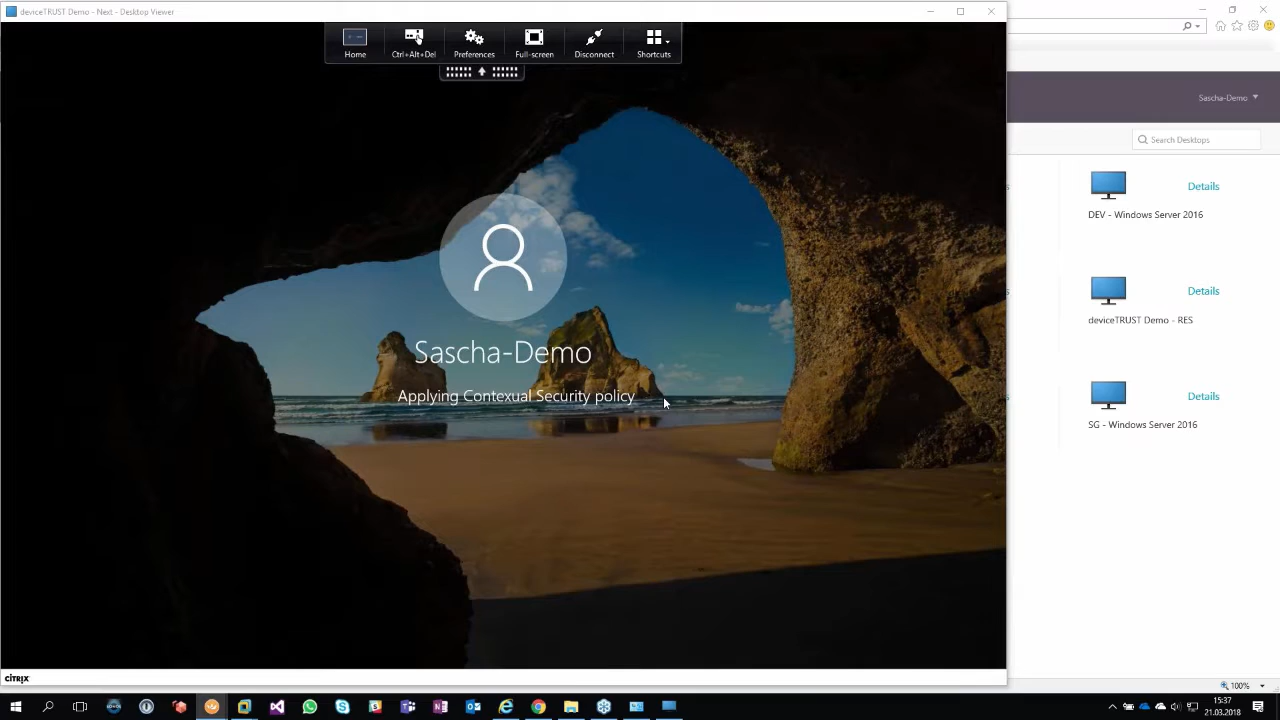 deviceTRUST Demo - Next - Desktop Viewer
Home
Ctrl+Alt+Del
Preferences
Full-screen
Disconnect
Shortcuts
Sascha-Demo
Search Desktops
Details
DEV - Windows Server 2016
Details
deviceTRUST Demo - RES
Details
SG - Windows Server 2016
Sascha-Demo
Applying Contexual Security policy
CITRIX
100%
15:37
21.03.2018